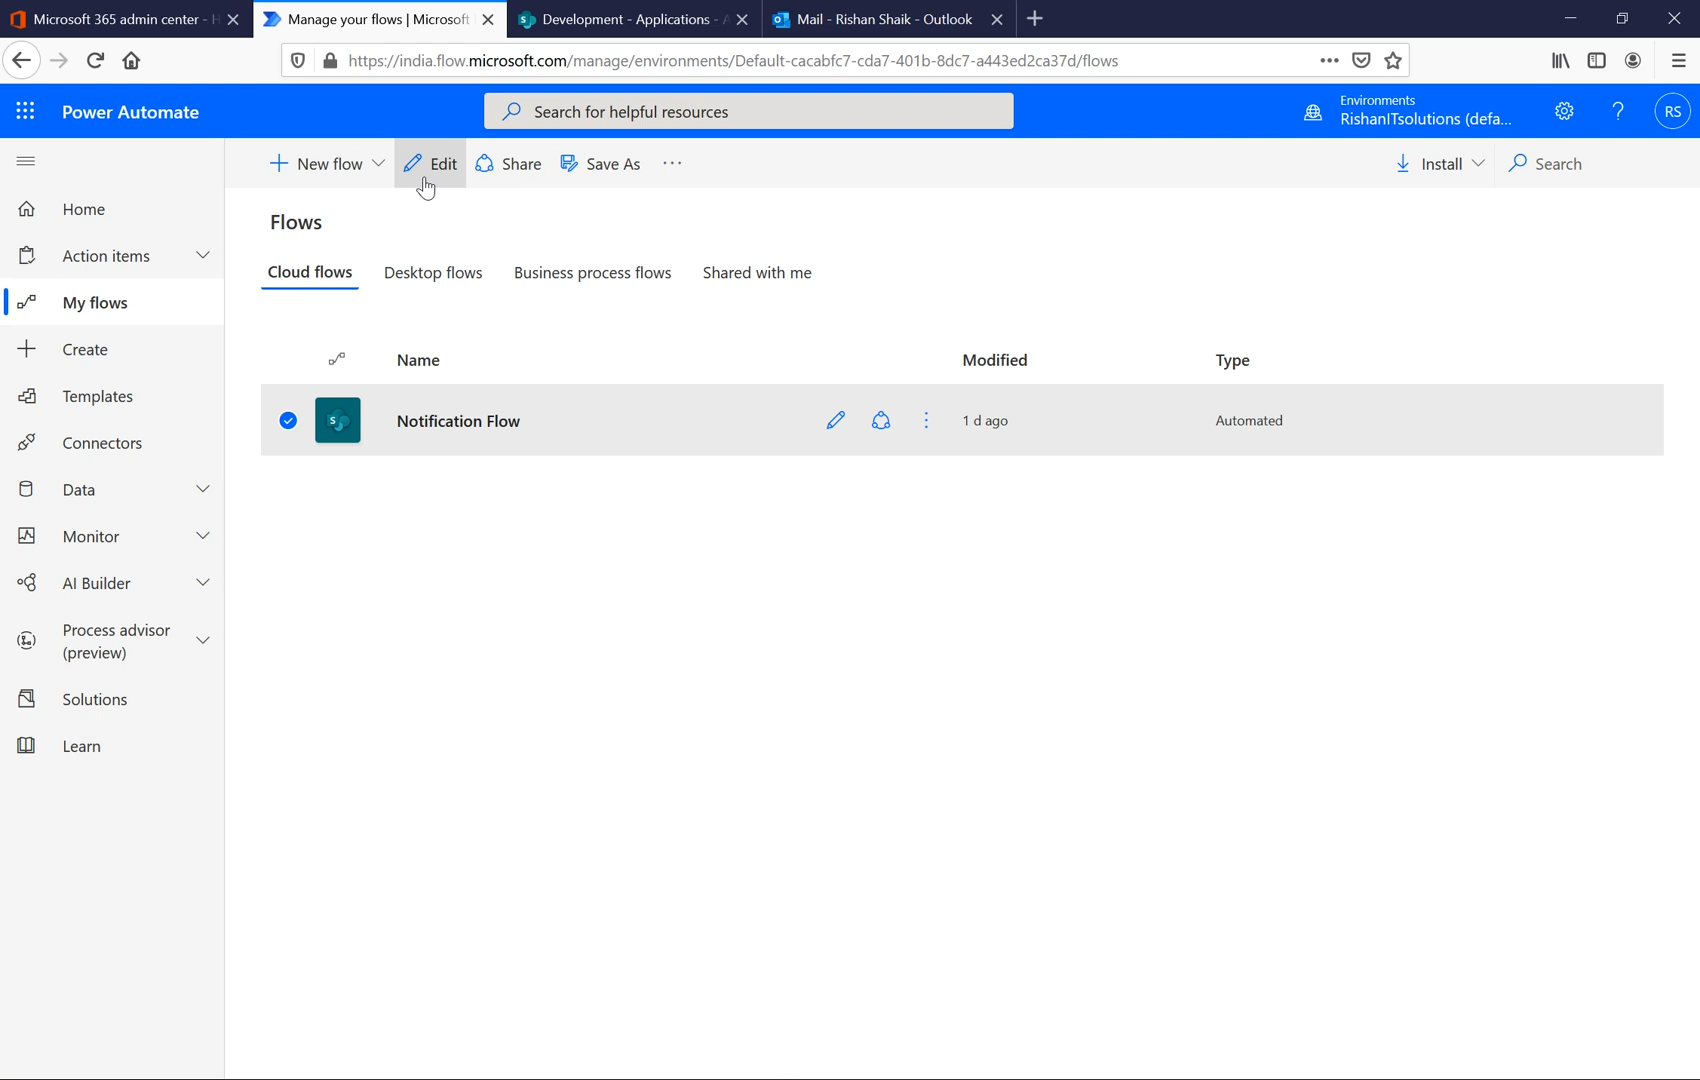 Microsoft 365 admin center - H
Manage your flows | Microsoft
Development - Applications - A
Mail - Rishan Shaik - Outlook
https://india.flow.microsoft.com/manage/environments/Default-cacabfc7-cda7-401b-8dc7-a443ed2ca37d/flows
Power Automate
Search for helpful resources
Environments
RishanITsolutions (defa...
?
RS
New flow
Edit
Share
Save As
Install
Search
Home
Action items
My flows
Create
Templates
Connectors
Data
Monitor
AI Builder
Process advisor
(preview)
Solutions
Learn
Flows
Cloud flows
Desktop flows
Business process flows
Shared with me
Name
Modified
Type
S
Notification Flow
1 d ago
Automated